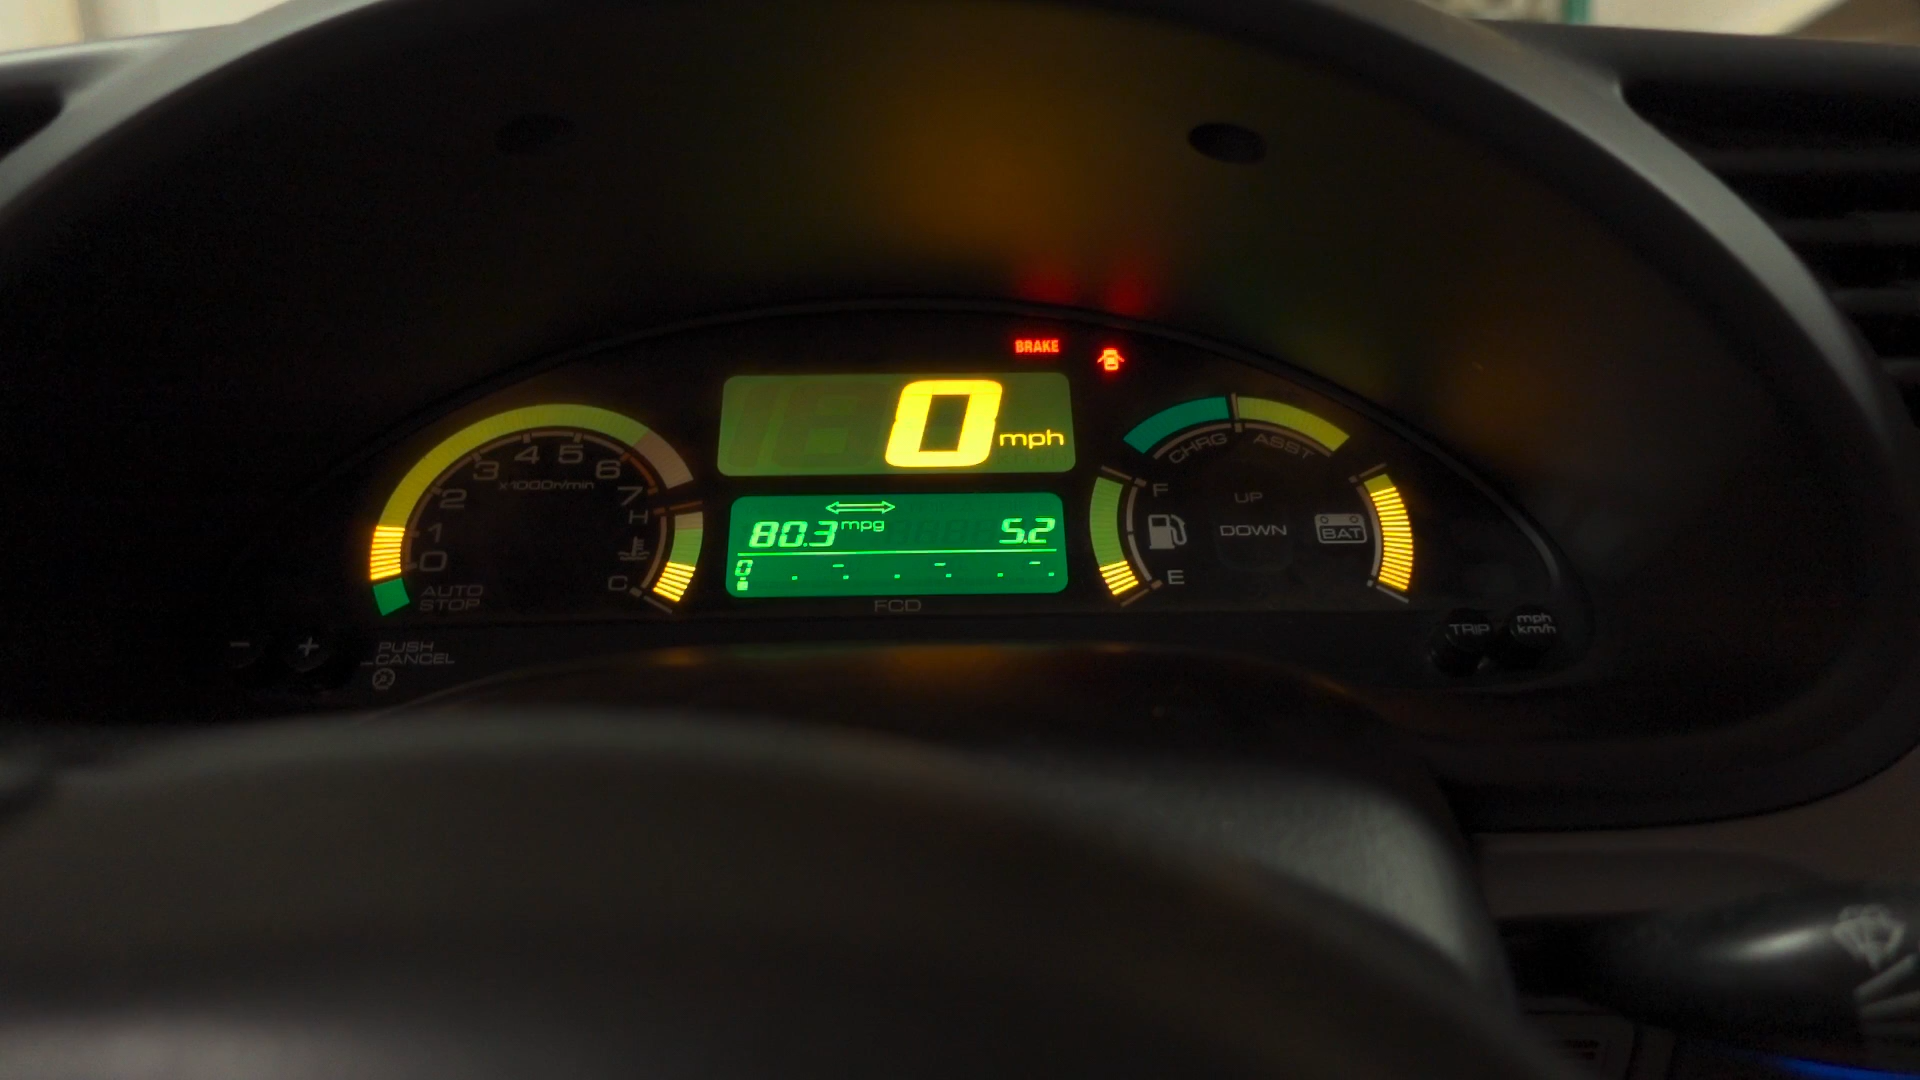 BRAKE
0 mph
0 1 2 3 4 5 6 7
x1000r/min
AUTO
STOP
H
C
80.3 mpg 5.2
0
FCD
CHRG ASST
F
E
UP
DOWN
BAT
- +
PUSH
CANCEL
TRIP
mph
km/h